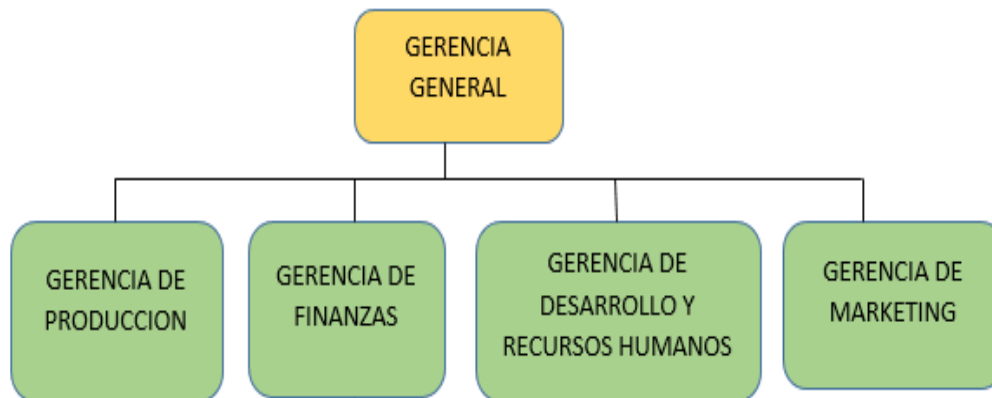 GERENCIA
GENERAL
GERENCIA DE
PRODUCCION
GERENCIA DE
FINANZAS
GERENCIA DE
DESARROLLO Y
RECURSOS HUMANOS
GERENCIA DE
MARKETING